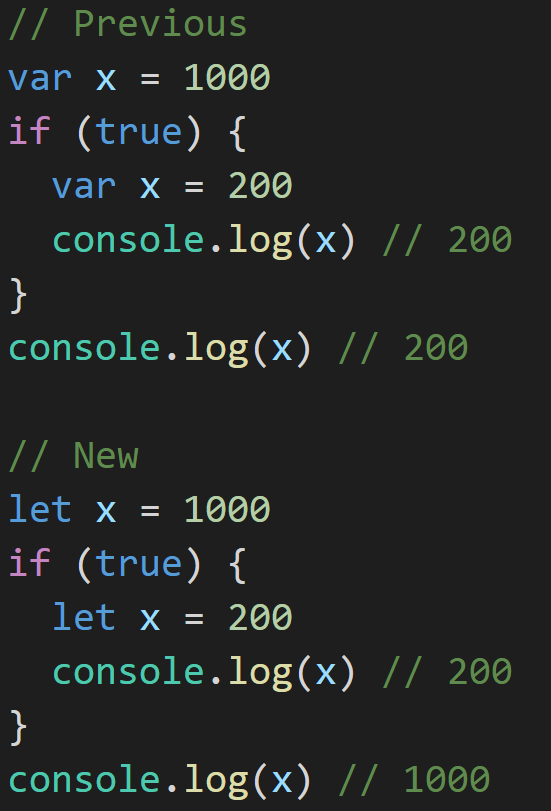 // Previous
var x = 1000
if (true) {
  var x = 200
  console.log(x) // 200
}
console.log(x) // 200

// New
let x = 1000
if (true) {
  let x = 200
  console.log(x) // 200
}
console.log(x) // 1000